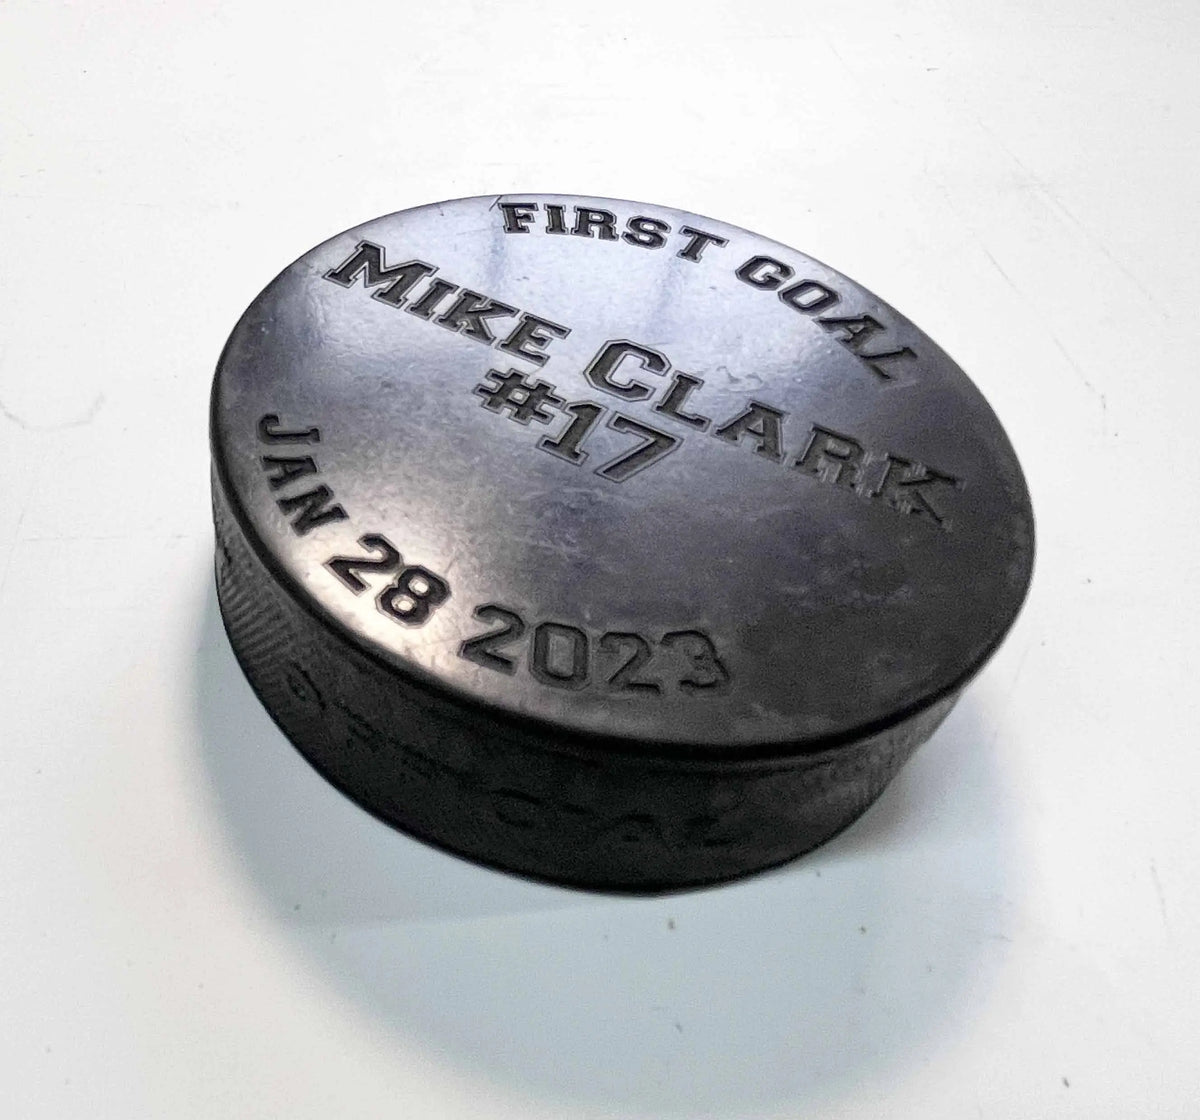 FIRST GOAL
MIKE CLARK
#17
JAN 28 2023